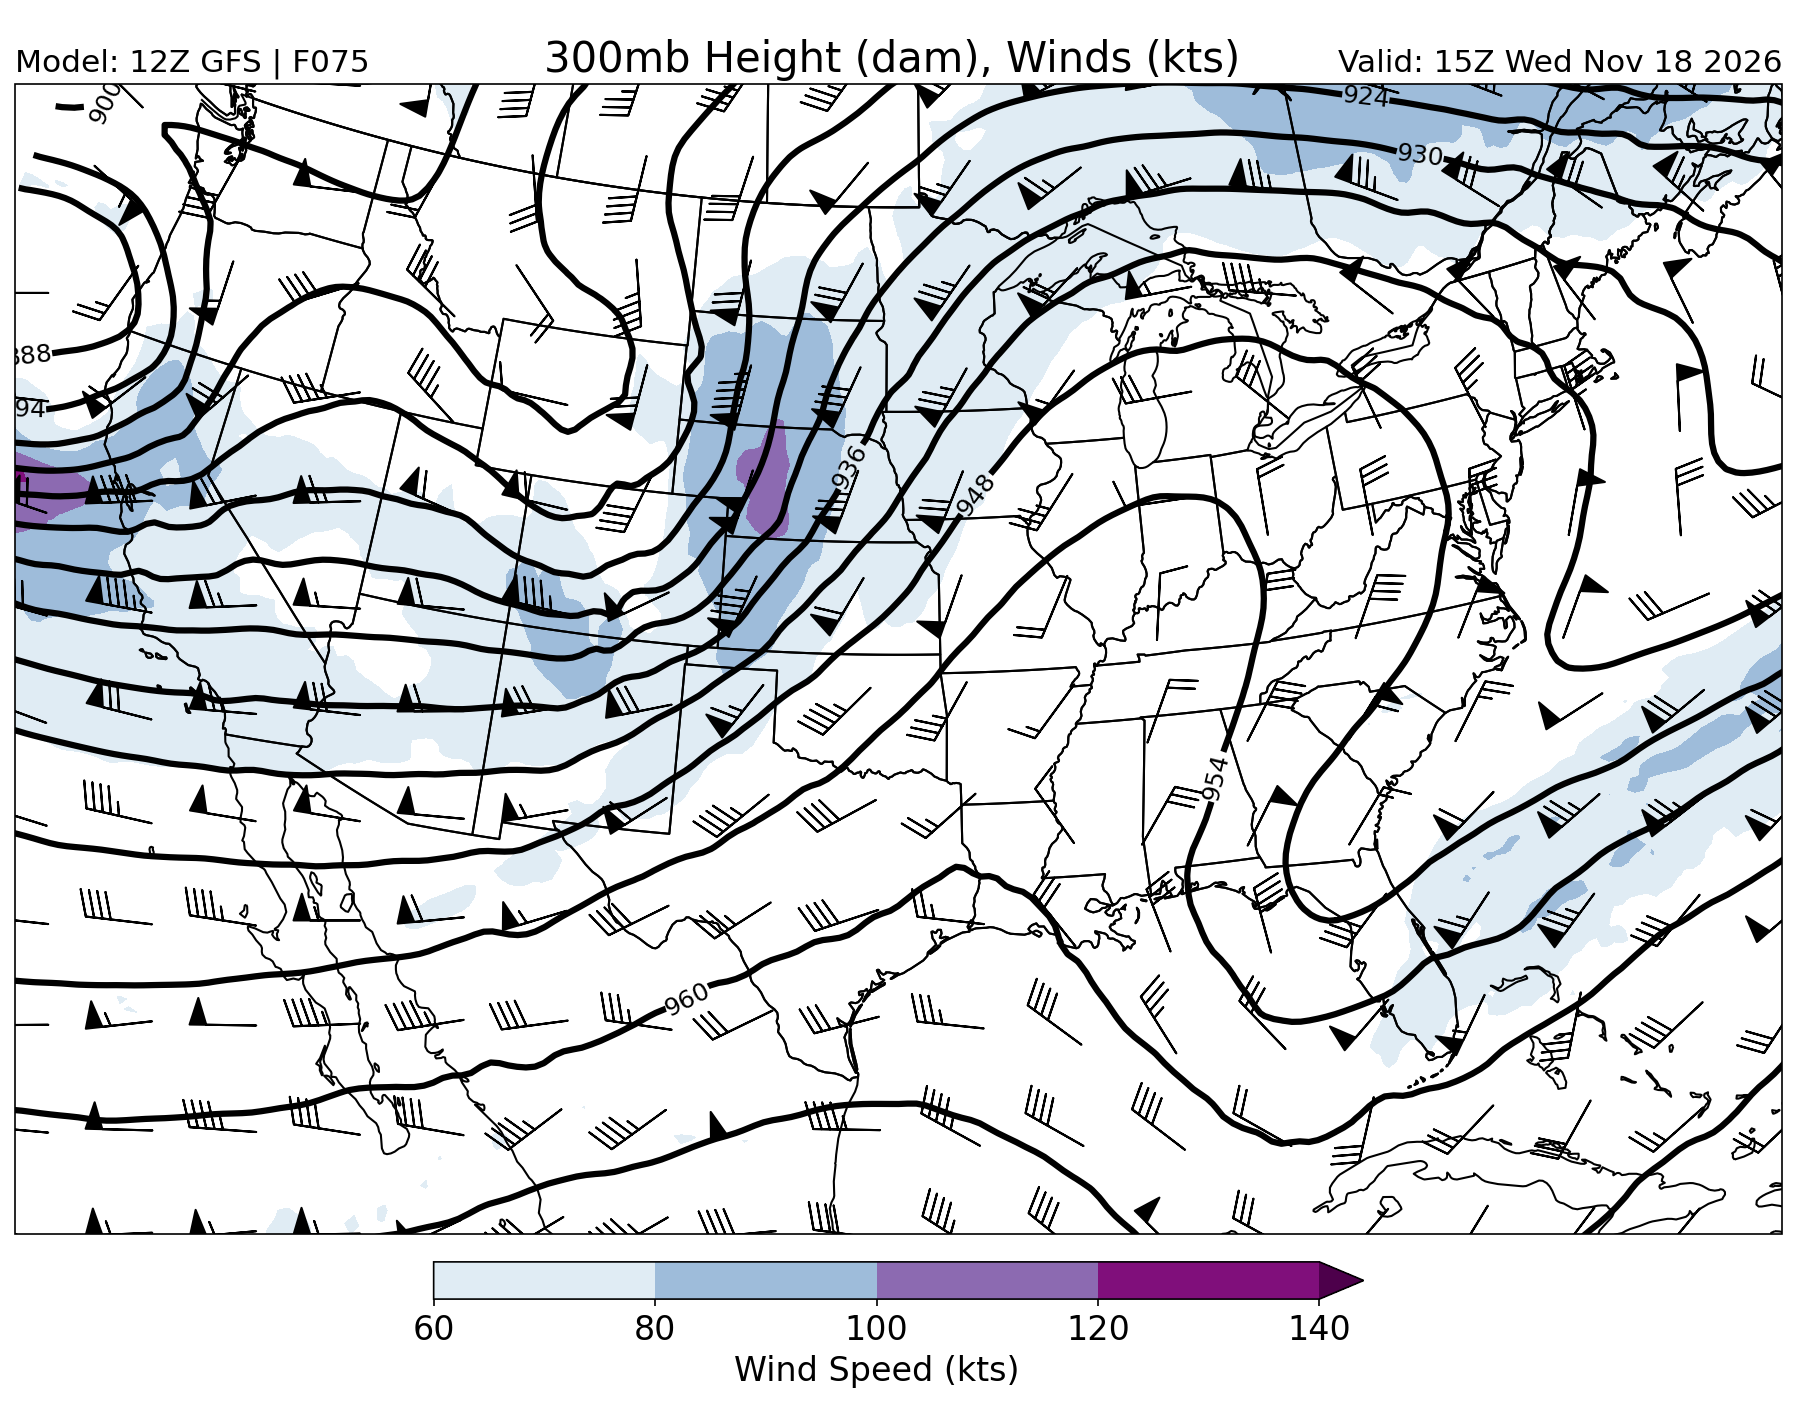 Model: 12Z GFS | F075
300mb Height (dam), Winds (kts)
Valid: 15Z Wed Nov 18 2026
900
924
930
888
894
936
948
954
960
60 80 100 120 140
Wind Speed (kts)